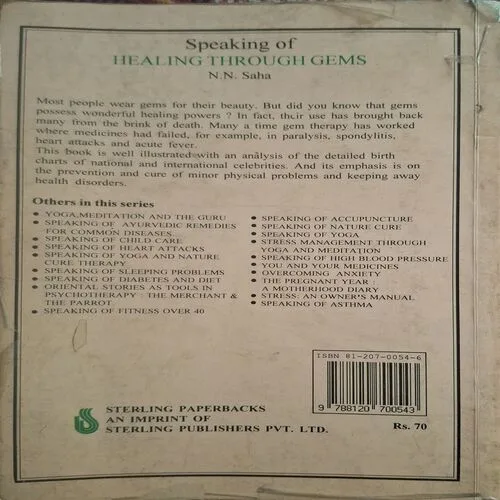 Speaking of
HEALING THROUGH GEMS
N.N. Saha
Most people wear gems for their beauty. But did you know that gems
possess wonderful healing powers ? In fact, their use has brought back
many from the brink of death. Many a time gem therapy has worked
where medicines had failed, for example, in paralysis, spondylitis,
heart attacks and acute fever.
This book is well illustrated with an analysis of the detailed birth
charts of national and international celebrities. And its emphasis is on
the prevention and cure of minor physical problems and keeping away
health disorders.
Others in this series
• YOGA, MEDITATION AND THE GURU
• SPEAKING OF AYURVEDIC REMEDIES
FOR COMMON DISEASES
• SPEAKING OF CHILD CARE
• SPEAKING OF HEART ATTACKS
• SPEAKING OF YOGA AND NATURE
CURE THERAPY
• SPEAKING OF SLEEPING PROBLEMS
• SPEAKING OF DIABETES AND DIET
• ORIENTAL STORIES AS TOOLS IN
PSYCHOTHERAPY : THE MERCHANT &
THE PARROT
• SPEAKING OF FITNESS OVER 40
• SPEAKING OF ACCUPUNCTURE
• SPEAKING OF NATURE CURE
• SPEAKING OF YOGA
• STRESS MANAGEMENT THROUGH
YOGA AND MEDITATION
• SPEAKING OF HIGH BLOOD PRESSURE
• YOU AND YOUR MEDICINES
• OVERCOMING ANXIETY
• THE PREGNANT YEAR :
A MOTHERHOOD DIARY
• STRESS: AN OWNER'S MANUAL
• SPEAKING OF ASTHMA
ISBN 81-207-0054-6
9 788120 700543
STERLING PAPERBACKS
AN IMPRINT OF
STERLING PUBLISHERS PVT. LTD.
Rs. 70